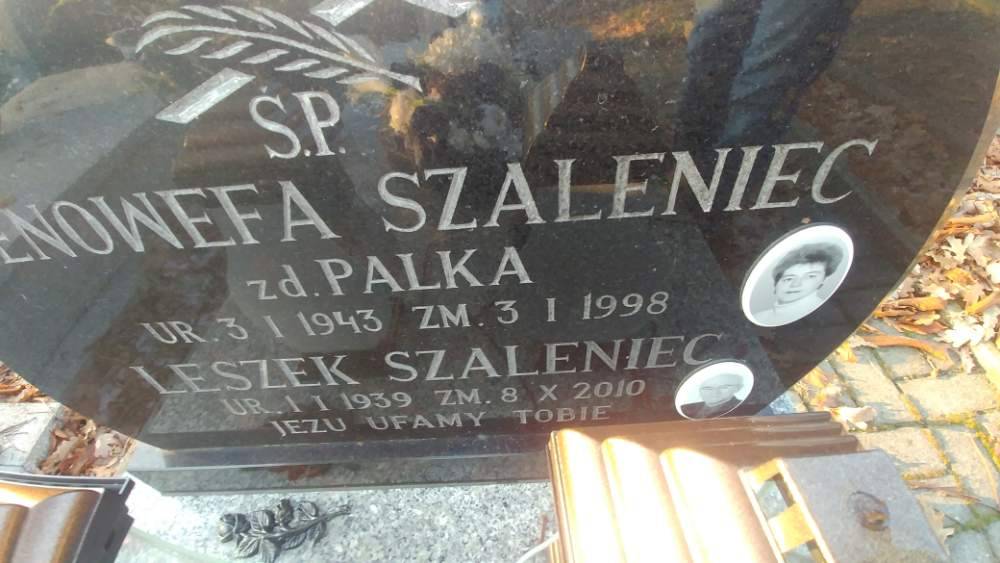 Ś.P.
ENOWEFA SZALENIEC
zd. PALKA
UR. 3 I 1943 ZM. 3 I 1998
LESZEK SZALENIEC
UR. 1 I 1939 ZM. 8 X 2010
JEZU UFAMY TOBIE